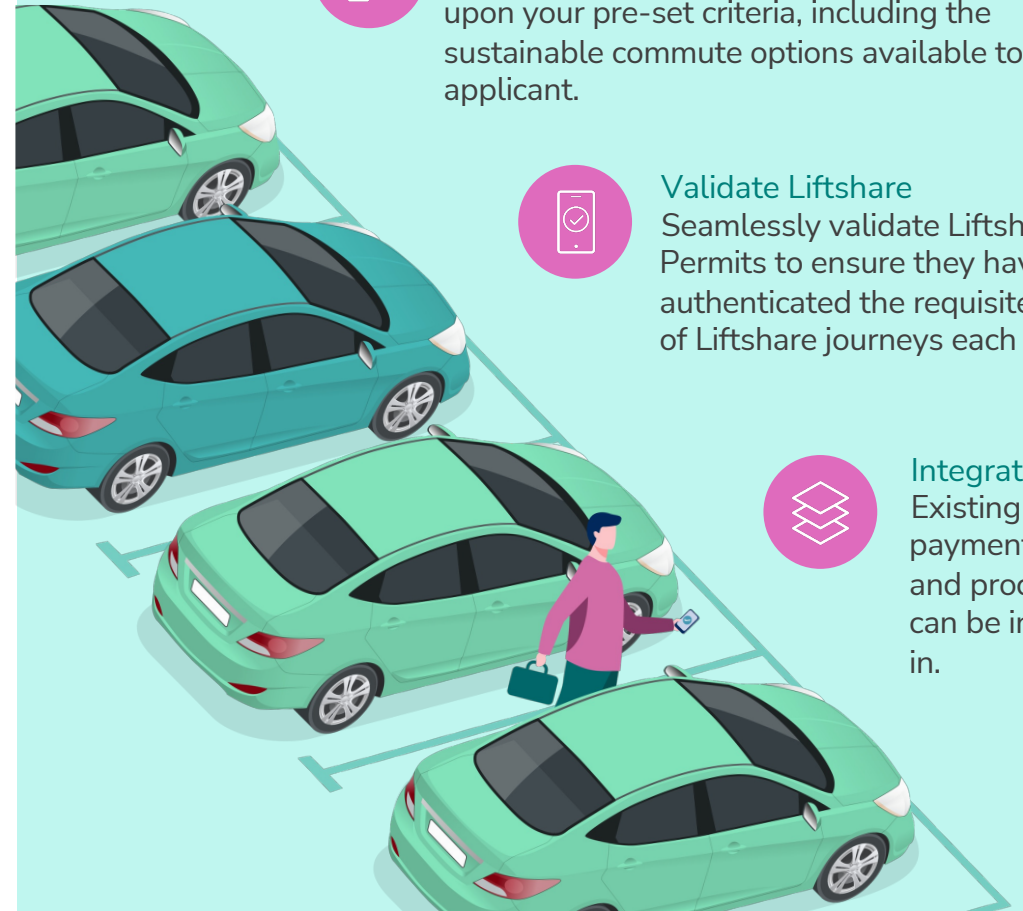 upon your pre-set criteria, including the
sustainable commute options available to
applicant.
Validate Liftshare
Seamlessly validate
Permits to ensure they
authenticated the
of Liftshare journeys each
Existing
and
can be
in.